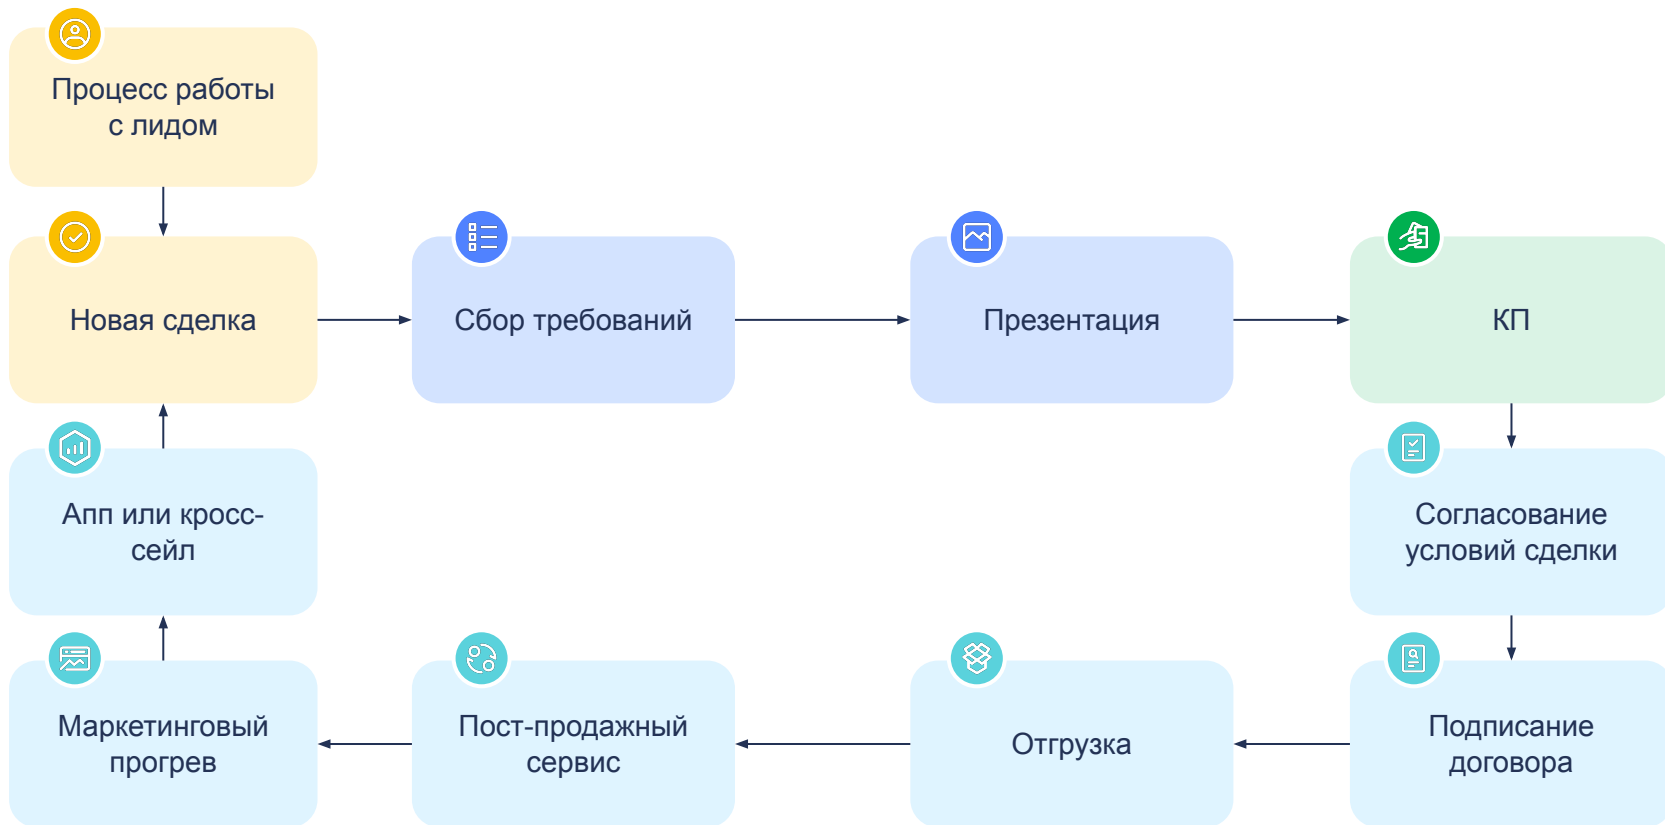 Процесс работы
с лидом
Новая сделка
Сбор требований
Презентация
КП
Апп или кросс-
сейл
Согласование
условий сделки
Маркетинговый
прогрев
Пост-продажный
сервис
Отгрузка
Подписание
договора